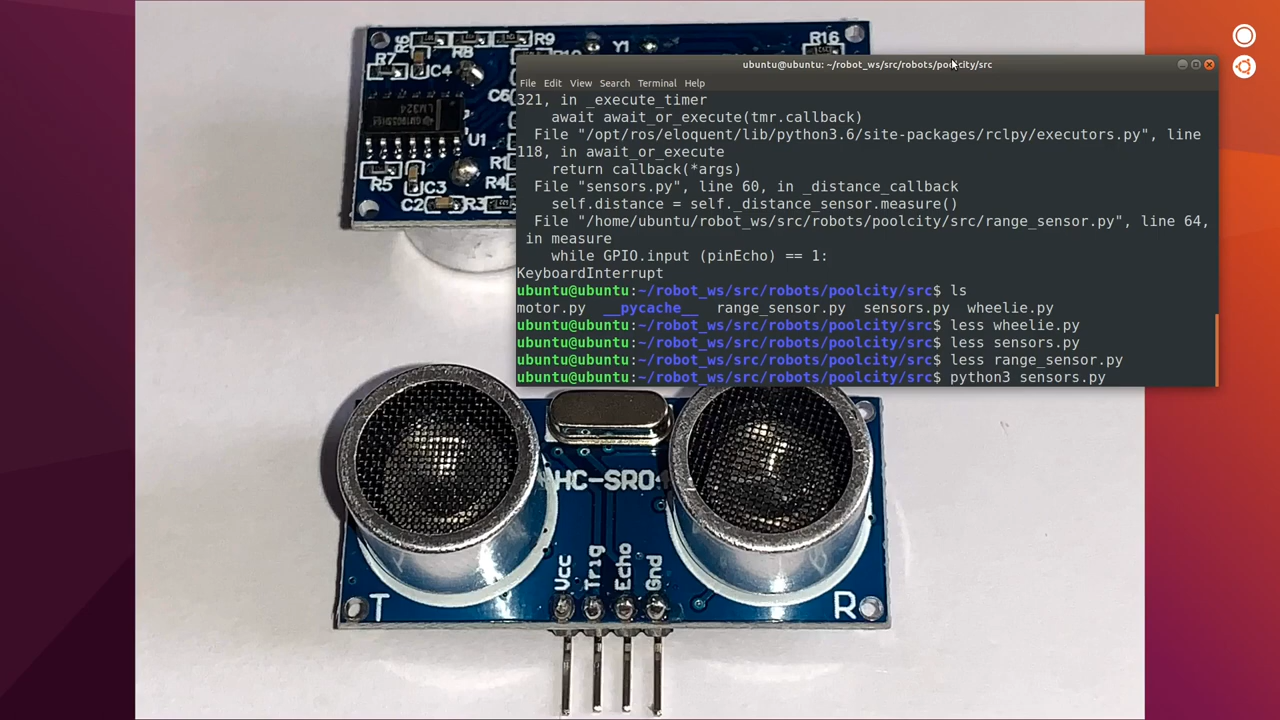 R6
R8
R9
Y1
R16
R7
C4
C6
LM324
U1
R5
C3
R1
R4
C2
R3
ubuntu@ubuntu: ~/robot_ws/src/robots/poolcity/src
File Edit View Search Terminal Help
321, in _execute_timer
await await_or_execute(tmr.callback)
File "/opt/ros/eloquent/lib/python3.6/site-packages/rclpy/executors.py", line
118, in await_or_execute
return callback(*args)
File "sensors.py", line 60, in _distance_callback
self.distance = self._distance_sensor.measure()
File "/home/ubuntu/robot_ws/src/robots/poolcity/src/range_sensor.py", line 64,
in measure
while GPIO.input (pinEcho) == 1:
KeyboardInterrupt
ubuntu@ubuntu:~/robot_ws/src/robots/poolcity/src$ ls
motor.py __pycache__ range_sensor.py sensors.py wheelie.py
ubuntu@ubuntu:~/robot_ws/src/robots/poolcity/src$ less wheelie.py
ubuntu@ubuntu:~/robot_ws/src/robots/poolcity/src$ less sensors.py
ubuntu@ubuntu:~/robot_ws/src/robots/poolcity/src$ less range_sensor.py
ubuntu@ubuntu:~/robot_ws/src/robots/poolcity/src$ python3 sensors.py
HC-SR04
Vcc
Trig
Echo
Gnd
T
R